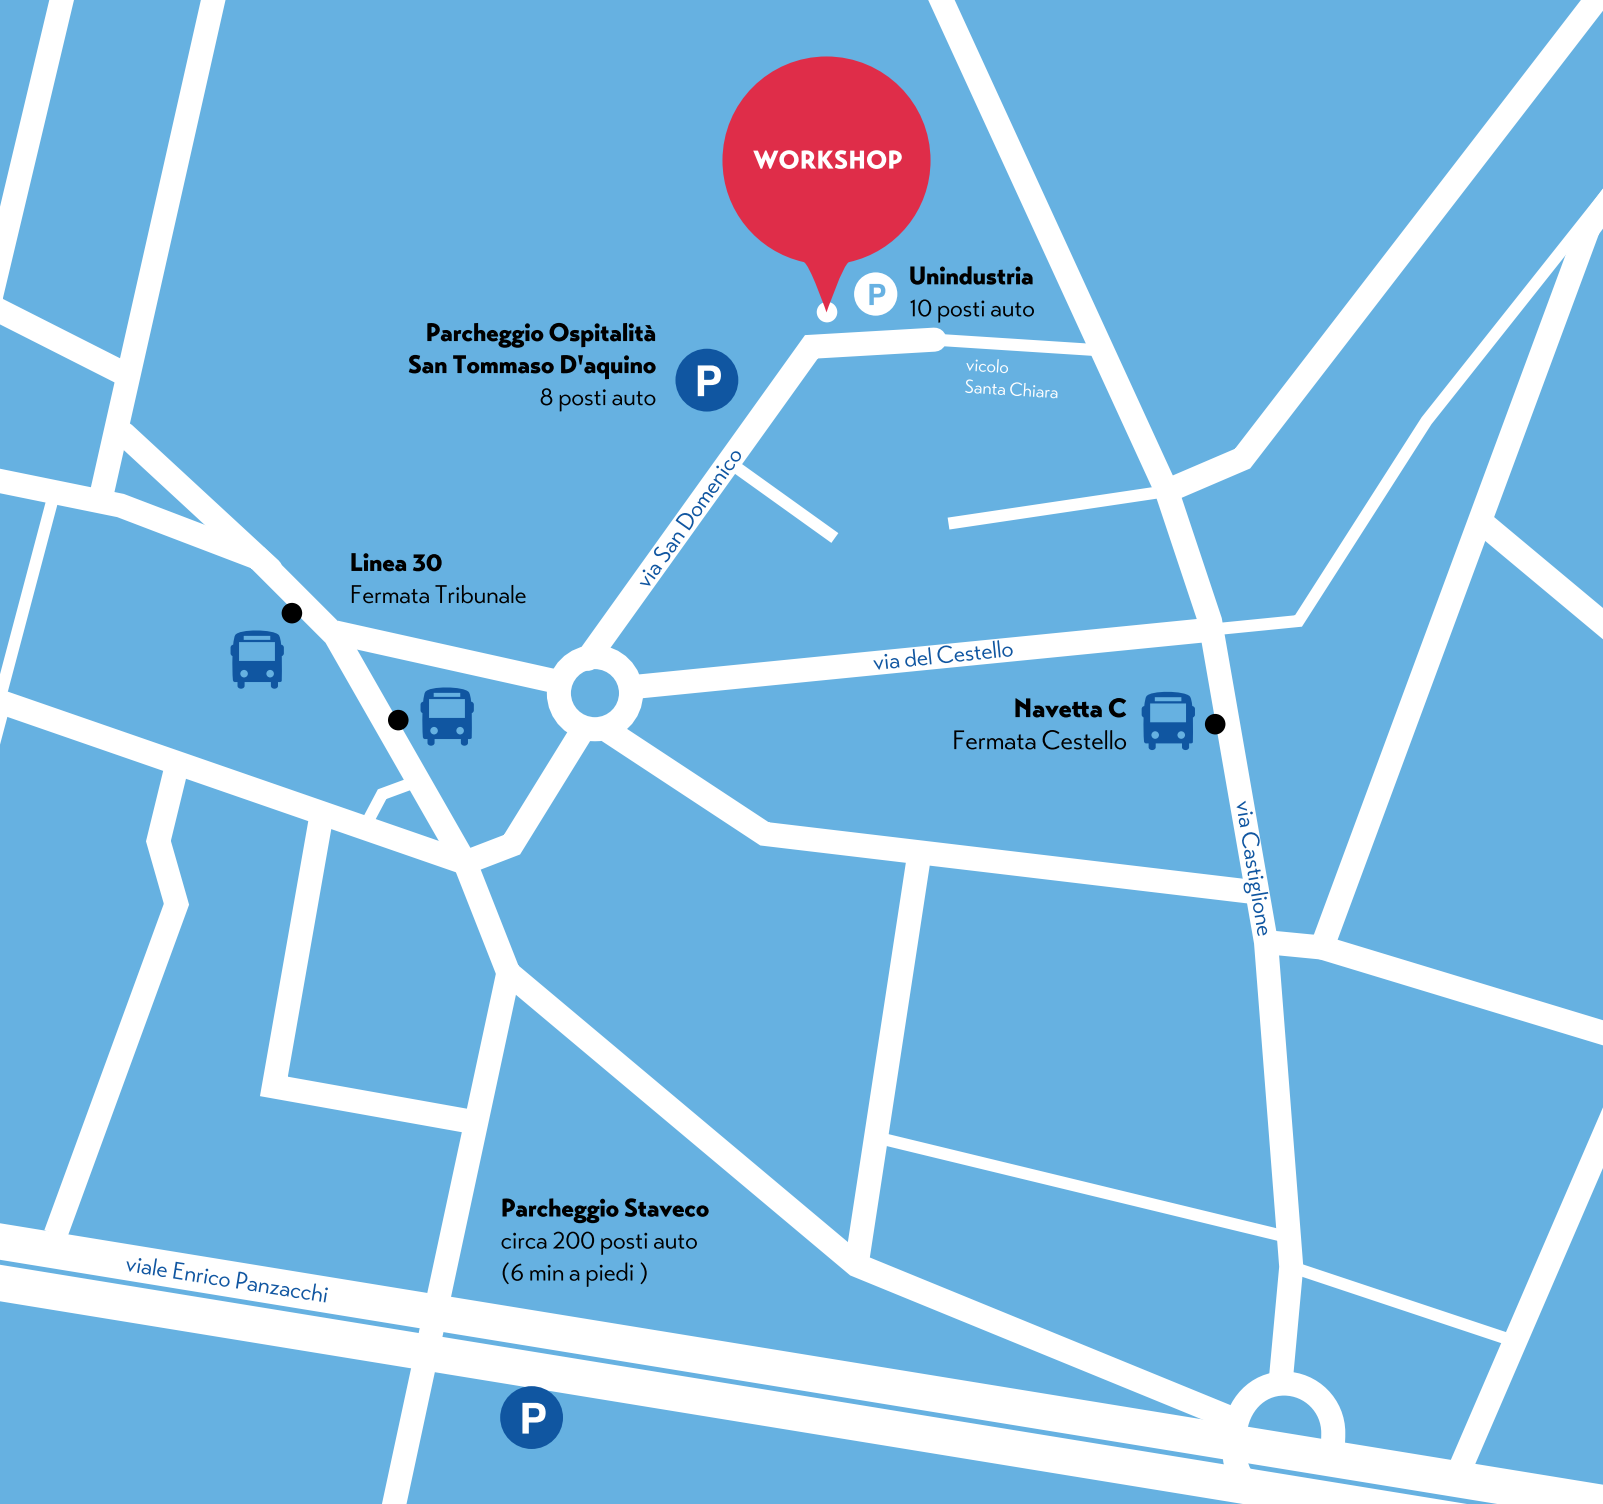 WORKSHOP
P
Unindustria
10 posti auto
Parcheggio Ospitalità
San Tommaso D'aquino
8 posti auto
P
vicolo
Santa Chiara
via San Domenico
Linea 30
Fermata Tribunale
via del Cestello
Navetta C
Fermata Cestello
via Castiglione
Parcheggio Staveco
circa 200 posti auto
(6 min a piedi )
viale Enrico Panzacchi
P